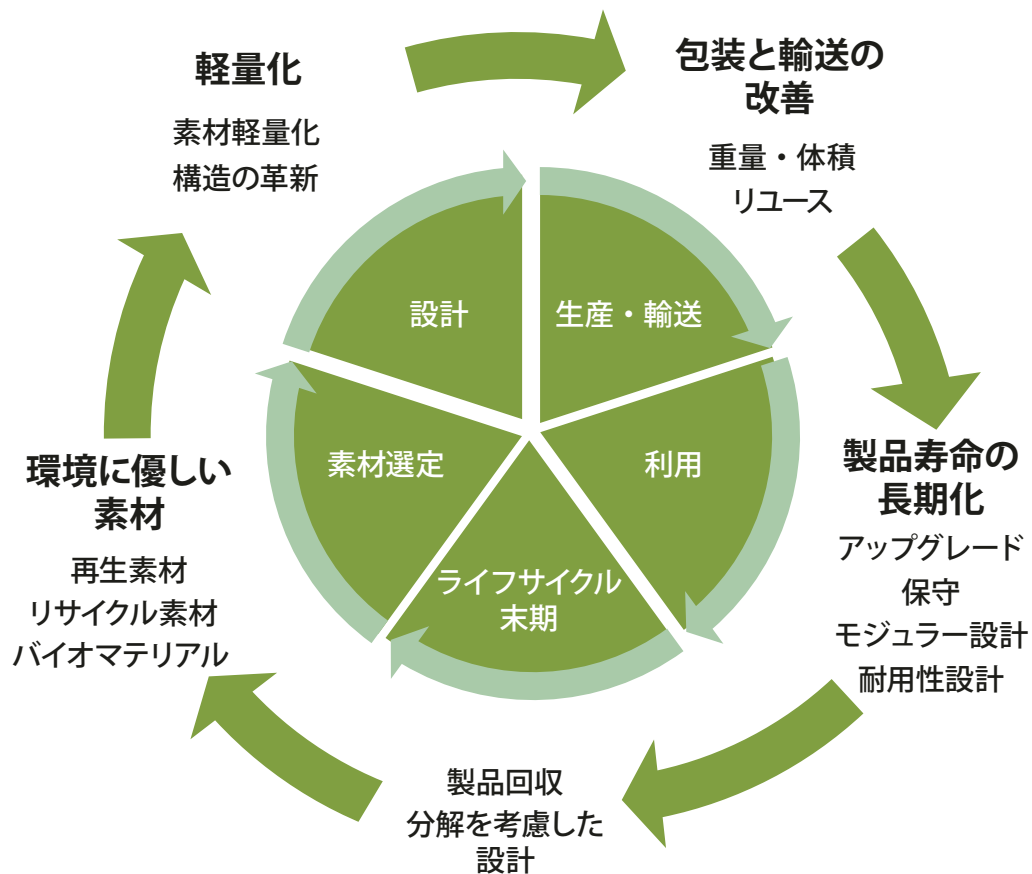 軽量化
素材軽量化
構造の革新
包装と輸送の
改善
重量・体積
リユース
設計
生産・輸送
素材選定
利用
ライフサイクル
末期
環境に優しい
素材
再生素材
リサイクル素材
バイオマテリアル
製品寿命の
長期化
アップグレード
保守
モジュラー設計
耐用性設計
製品回収
分解を考慮した
設計